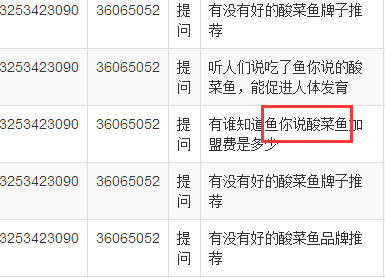 3253423090 36065052 提问 有没有好的酸菜鱼牌子推荐
3253423090 36065052 提问 听人们说吃了鱼你说的酸菜鱼，能促进人体发育
3253423090 36065052 提问 有谁知道鱼你说酸菜鱼加盟费是多少
3253423090 36065052 提问 有没有好的酸菜鱼牌子推荐
3253423090 36065052 提问 有没有好的酸菜鱼品牌推荐